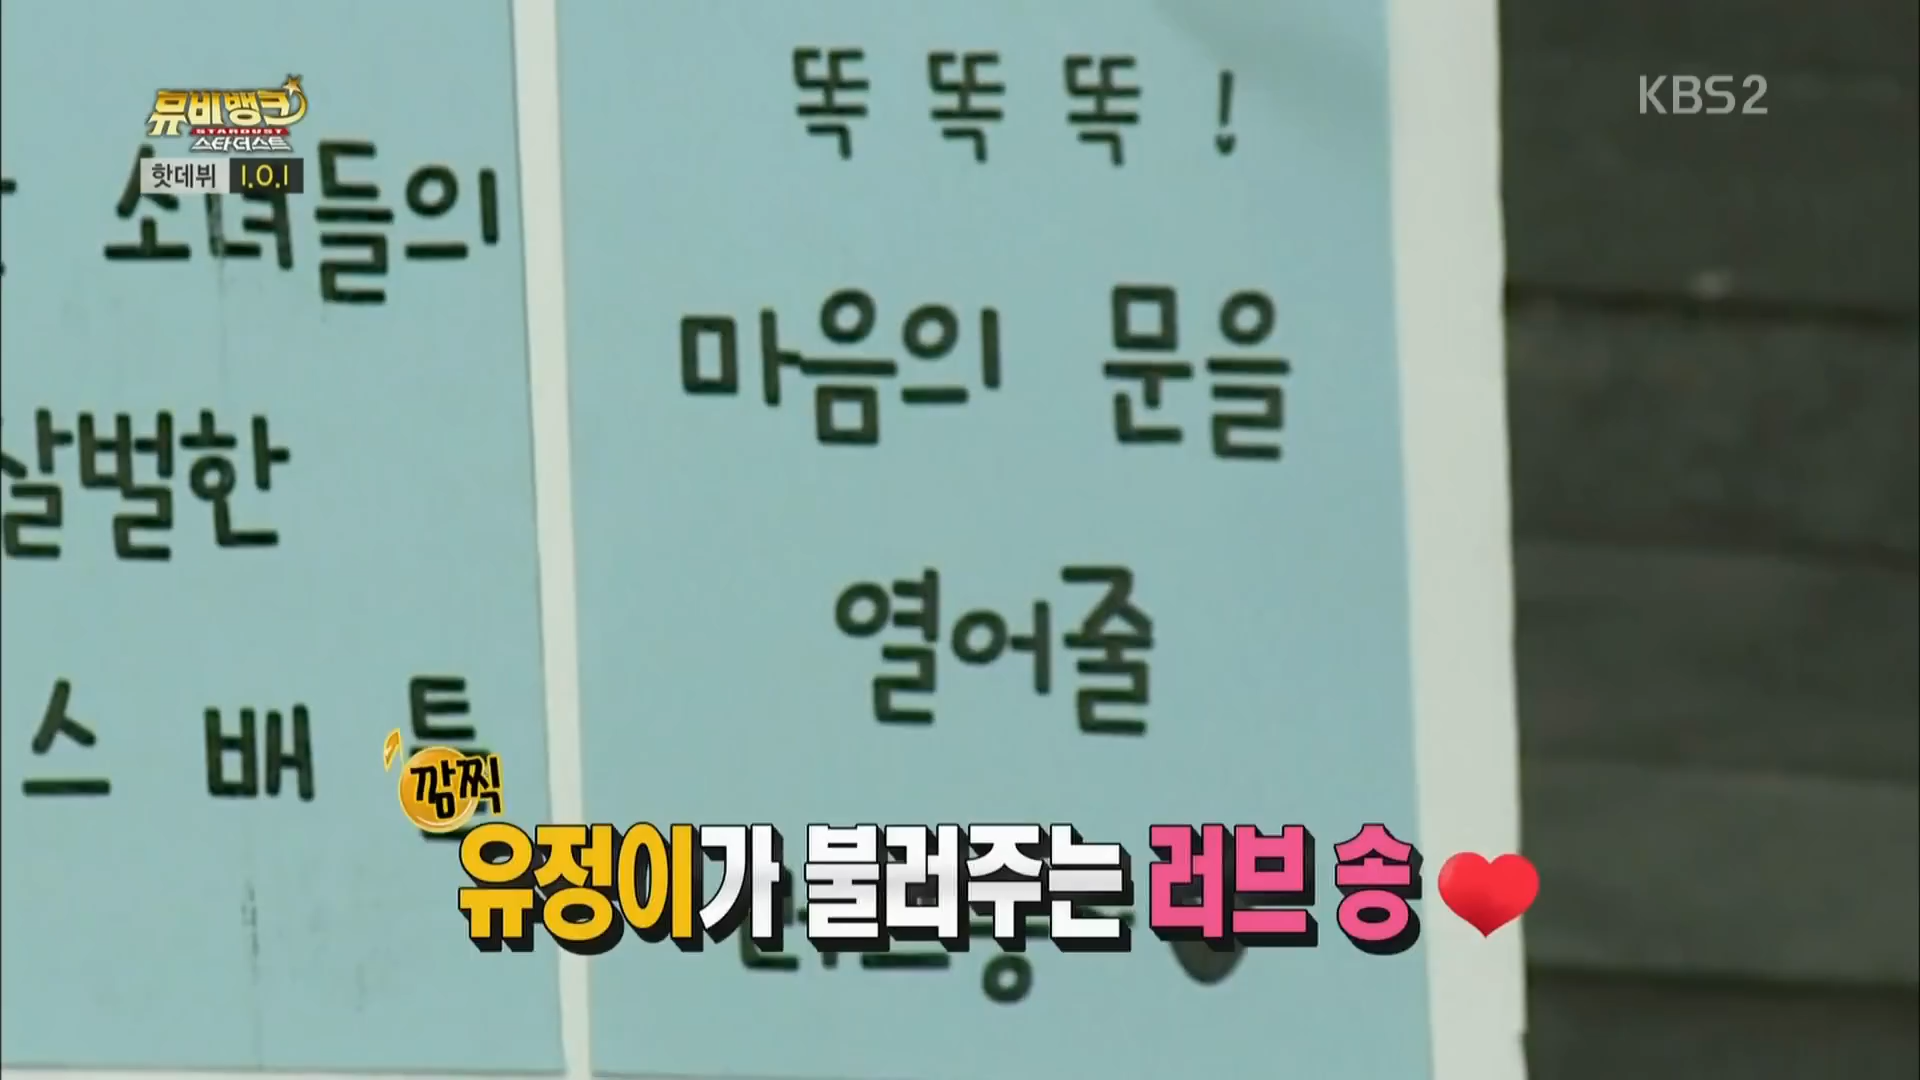 뮤비뱅크
STARDUST
스타더스트
핫데뷔 I.O.I
KBS2
소녀들의
살벌한
스 배틀
똑 똑 똑 !
마음의 문을
열어줄
깜찍
유정이가 불러주는 러브 송